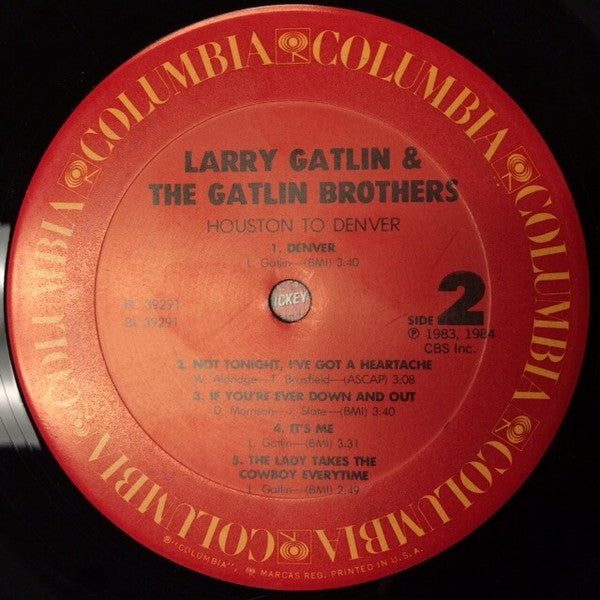 COLUMBIA COLUMBIA COLUMBIA COLUMBIA COLUMBIA COLUMBIA
LARRY GATLIN &
THE GATLIN BROTHERS
HOUSTON TO DENVER
1. DENVER
L. Gatlin—(BMI) 3:40
39291
BL 39291
ICKEY
SIDE 2
℗ 1983, 1984
CBS Inc.
2. NOT TONIGHT, I'VE GOT A HEARTACHE
W. Aldridge—T. Brasfield—(ASCAP) 3:08
3. IF YOU'RE EVER DOWN AND OUT
D. Morrison—J. Slate—(BMI) 3:40
4. IT'S ME
L. Gatlin—(BMI) 3:31
5. THE LADY TAKES THE
COWBOY EVERYTIME
L. Gatlin—(BMI) 2:49
®"COLUMBIA", MARCAS REG. PRINTED IN U.S.A.